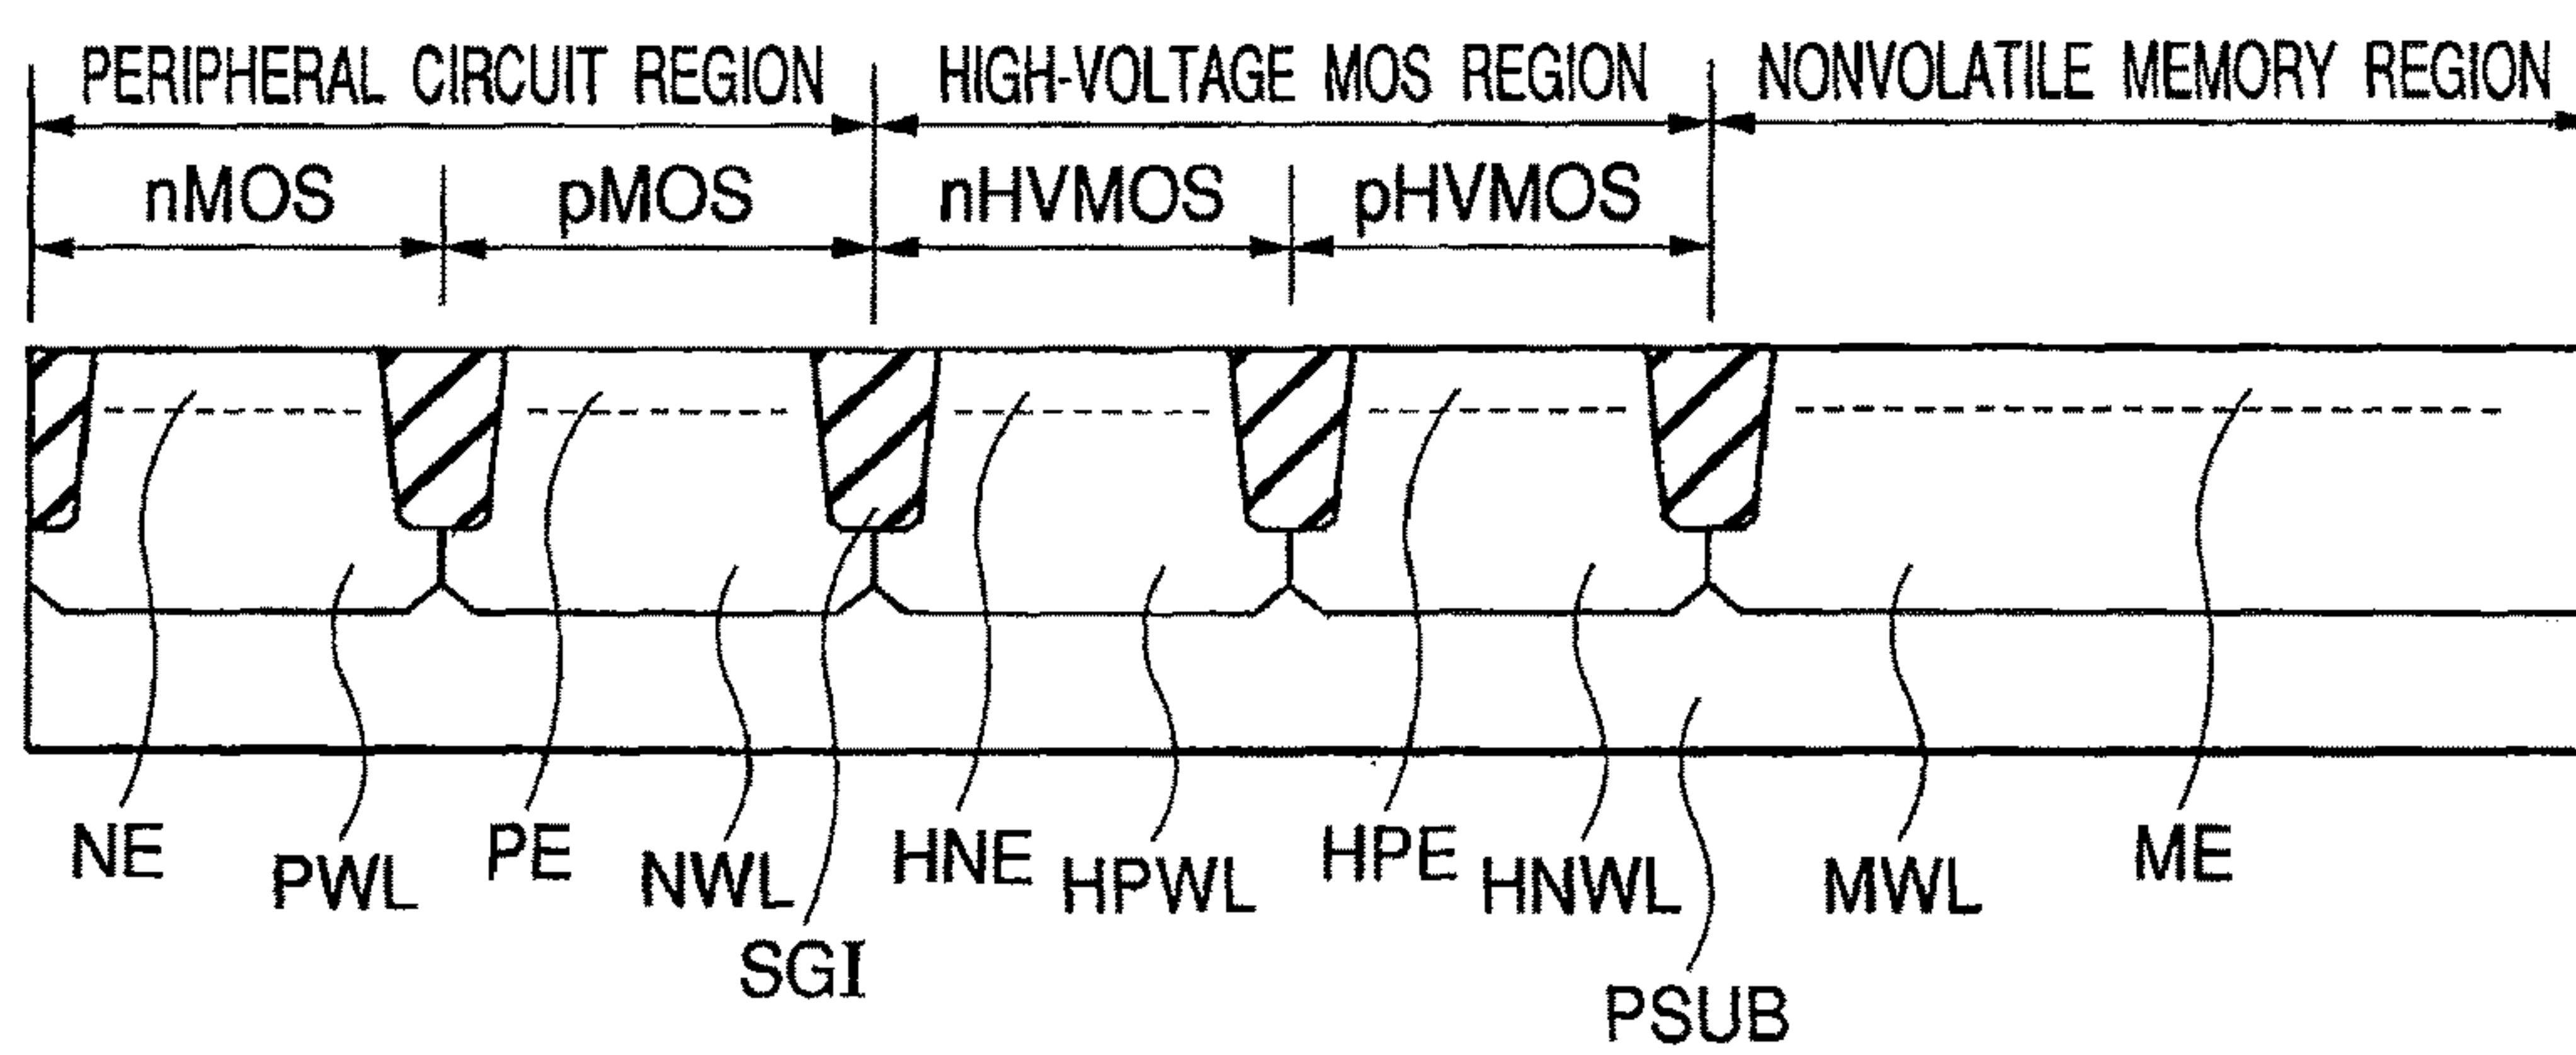 PERIPHERAL CIRCUIT REGION HIGH-VOLTAGE MOS REGION NONVOLATILE MEMORY REGION
nMOS pMOS nHVMOS pHVMOS
NE PE HNE HPE ME
PWL NWL HPWL HNWL MWL
SGI
PSUB